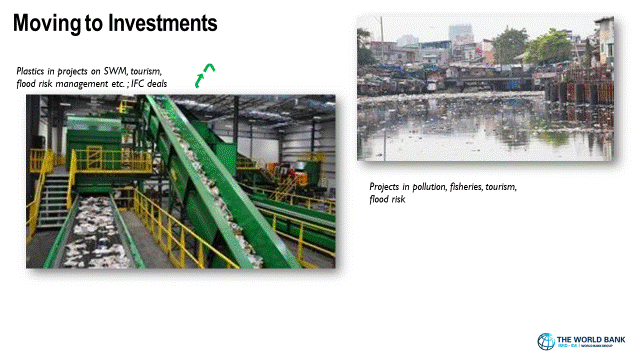 Moving to Investments
Plastics in projects on SWM, tourism,
flood risk management etc. ; IFC deals
Projects in pollution, fisheries, tourism,
flood risk
THE WORLD BANK
IBRD • IDA | WORLD BANK GROUP